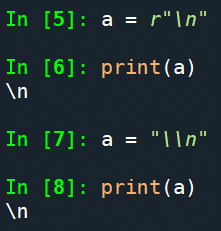 In [5]: a = r"\n"
In [6]: print(a)
\n
In [7]: a = "\\n"
In [8]: print(a)
\n